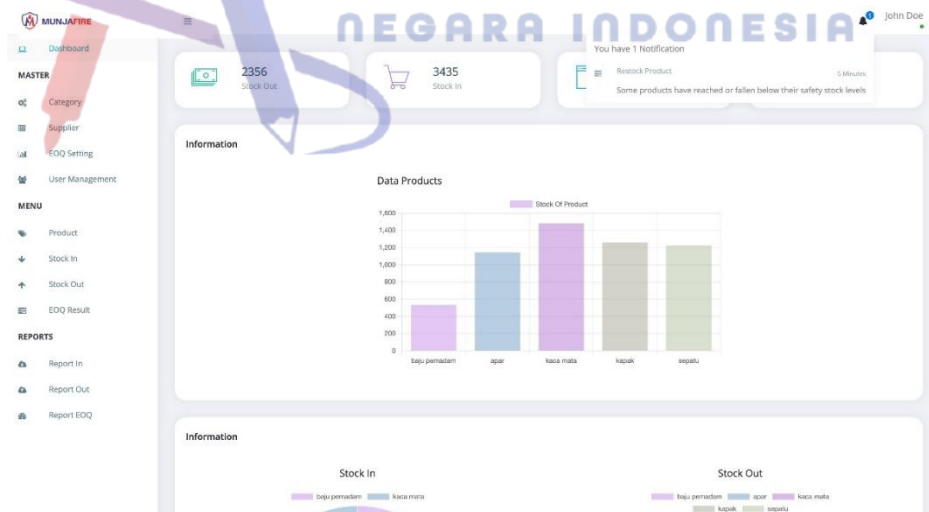 MUNJAFIRE
NEGARA INDONESIA
1
John Doe
Dashboard
MASTER
Category
Supplier
EOQ Setting
User Management
MENU
Product
Stock In
Stock Out
EOQ Result
REPORTS
Report In
Report Out
Report EOQ
2356
Stock Out
3435
Stock In
You have 1 Notification
Restock Product
5 Minutes
Some products have reached or fallen below their safety stock levels
Information
Data Products
Stock Of Product
1,600
1,400
1,200
1,000
800
600
400
200
0
baju pemadam apar kaca mata kapak sepatu
Information
Stock In
baju pemadam kaca mata
Stock Out
baju pemadam apar kaca mata
kapak sepatu